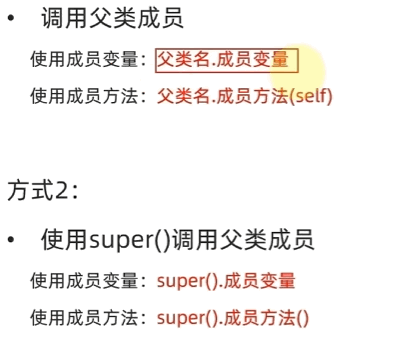 • 调用父类成员
使用成员变量：父类名.成员变量
使用成员方法：父类名.成员方法(self)
方式2：
• 使用super()调用父类成员
使用成员变量：super().成员变量
使用成员方法：super().成员方法()